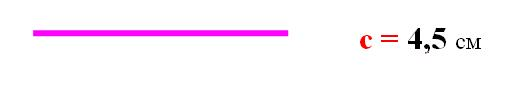 с = 4,5 см